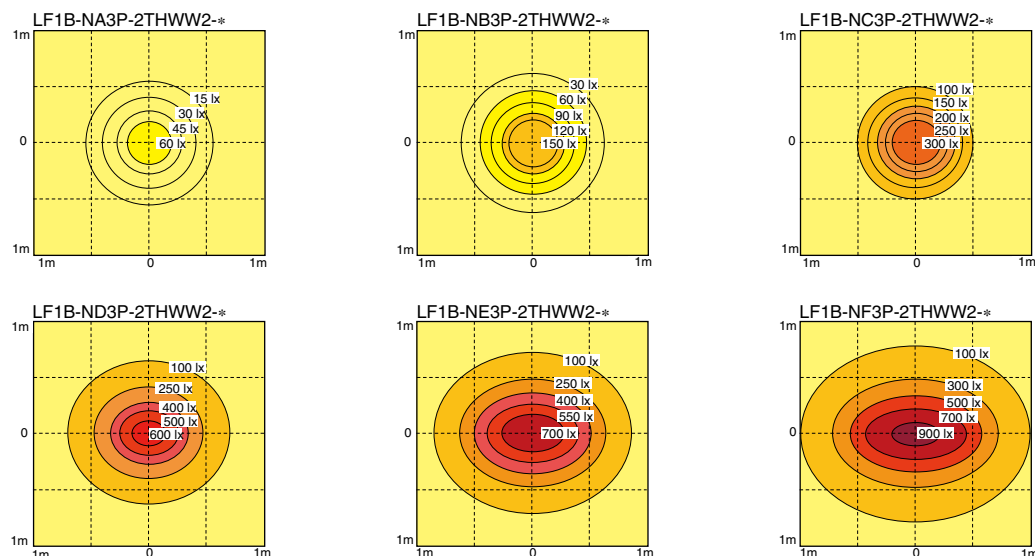 LF1B-NA3P-2THWW2-*
1m
15 lx
30 lx
45 lx
60 lx
0
1m
1m
0
1m
LF1B-NB3P-2THWW2-*
1m
30 lx
60 lx
90 lx
120 lx
150 lx
0
1m
1m
0
1m
LF1B-NC3P-2THWW2-*
1m
100 lx
150 lx
200 lx
250 lx
300 lx
0
1m
1m
0
1m
LF1B-ND3P-2THWW2-*
1m
100 lx
250 lx
400 lx
500 lx
600 lx
0
1m
1m
0
1m
LF1B-NE3P-2THWW2-*
1m
100 lx
250 lx
400 lx
550 lx
700 lx
0
1m
1m
0
1m
LF1B-NF3P-2THWW2-*
1m
100 lx
300 lx
500 lx
700 lx
900 lx
0
1m
1m
0
1m